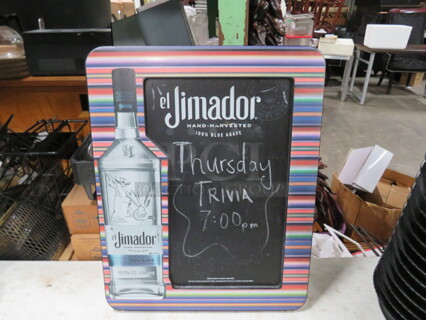 el Jimador
HAND-HARVESTED
100% BLUE AGAVE
Thursday
TRIVIA
7:00pm
el Jimador